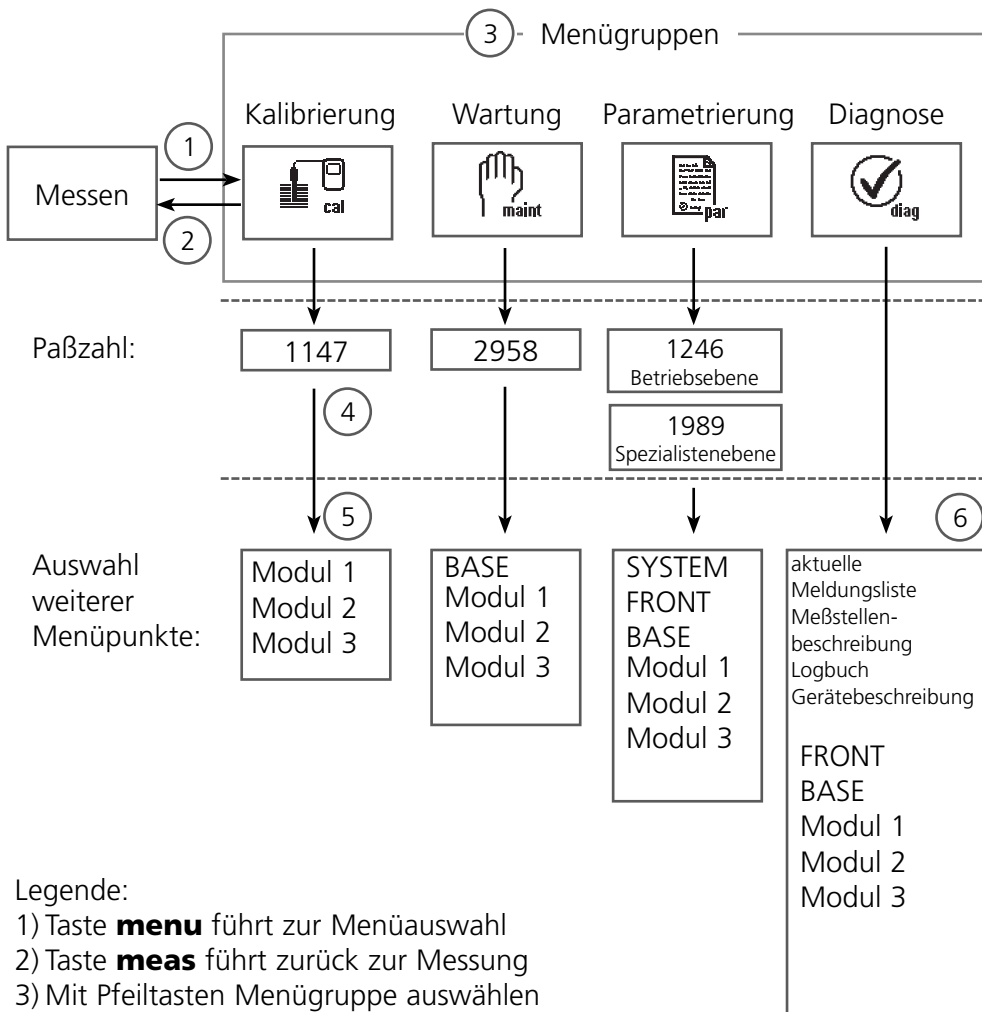 3 Menügruppen
Kalibrierung Wartung Parametrierung Diagnose
Messen
1
2
cal
maint
par
diag
Paßzahl:
1147
2958
1246
Betriebsebene
1989
Spezialistenebene
4
5
6
Auswahl
weiterer
Menüpunkte:
Modul 1
Modul 2
Modul 3
BASE
Modul 1
Modul 2
Modul 3
SYSTEM
FRONT
BASE
Modul 1
Modul 2
Modul 3
aktuelle
Meldungsliste
Meßstellen-
beschreibung
Logbuch
Gerätebeschreibung
FRONT
BASE
Modul 1
Modul 2
Modul 3
Legende:
1) Taste menu führt zur Menüauswahl
2) Taste meas führt zurück zur Messung
3) Mit Pfeiltasten Menügruppe auswählen